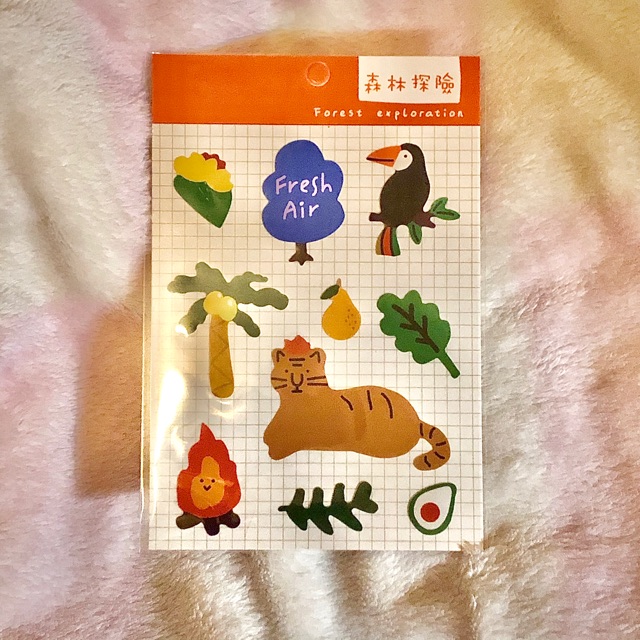 森林探險
Forest exploration
Fresh
Air